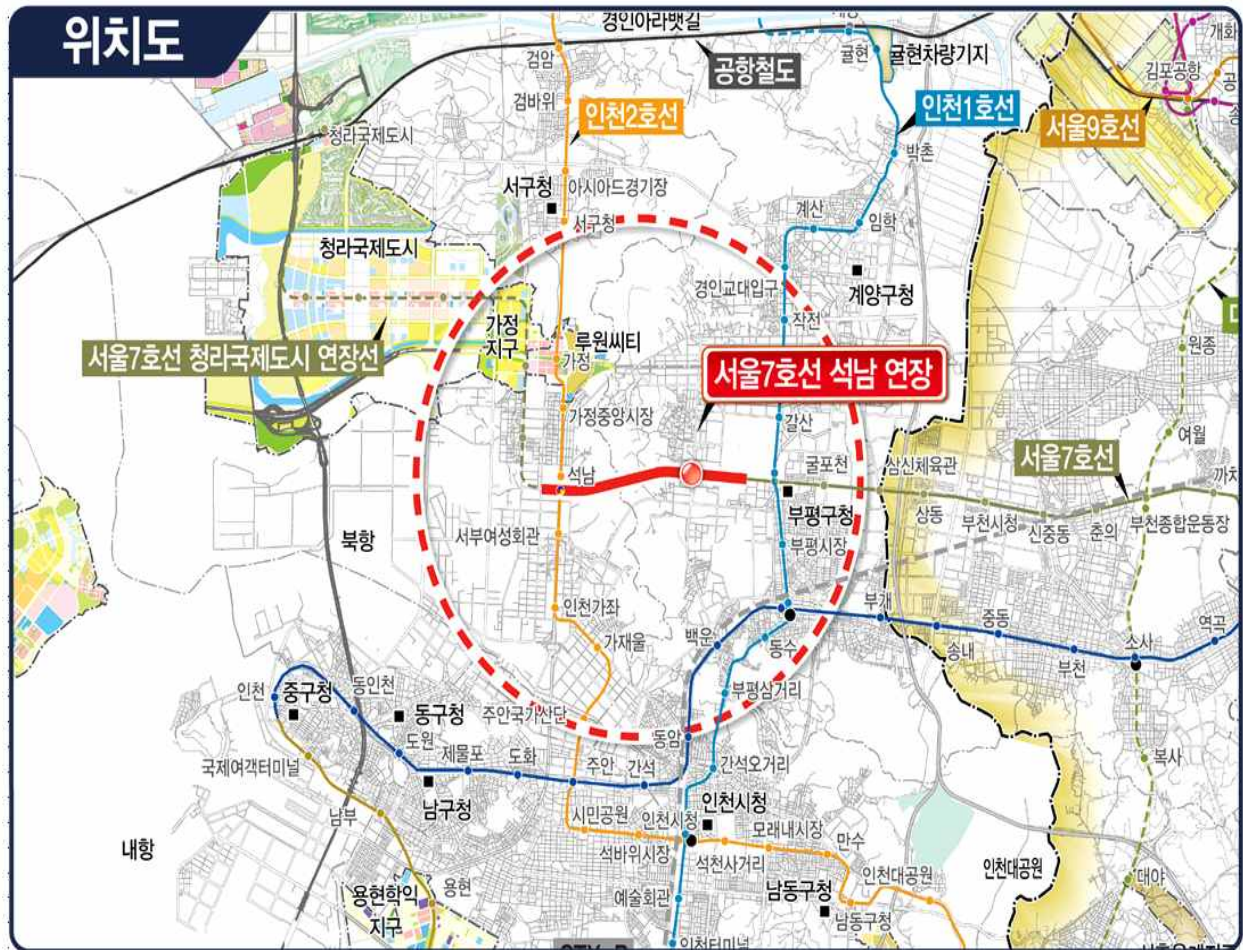 위치도
경인아라뱃길
공항철도
검암
검바위
인천2호선
귤현
귤현차량기지
인천1호선
박촌
서울9호선
김포공항
개화
청라국제도시
서구청
아시아드경기장
서구청
계산
임학
청라국제도시
경인교대입구
계양구청
작전
가정
지구
루원씨티
가정
서울7호선 청라국제도시 연장선
서울7호선 석남 연장
원종
가정중앙시장
갈산
여월
석남
굴포천
삼신체육관
서울7호선
까치
부평구청
상동
부천시청
신중동
춘의
부천종합운동장
북항
서부여성회관
부평시장
인천가좌
가재울
백운
동수
부개
송내
중동
부천
소사
역곡
인천
중구청
동인천
동구청
주안국가산단
부평삼거리
도원
제물포
도화
동암
국제여객터미널
남구청
주안
간석
간석오거리
복사
남부
시민공원
인천시청
인천시청
모래내시장
내항
석바위시장
석천사거리
만수
인천대공원
인천대공원
용현학익
지구
용현
예술회관
남동구청
남동구청
대야
인천터미널